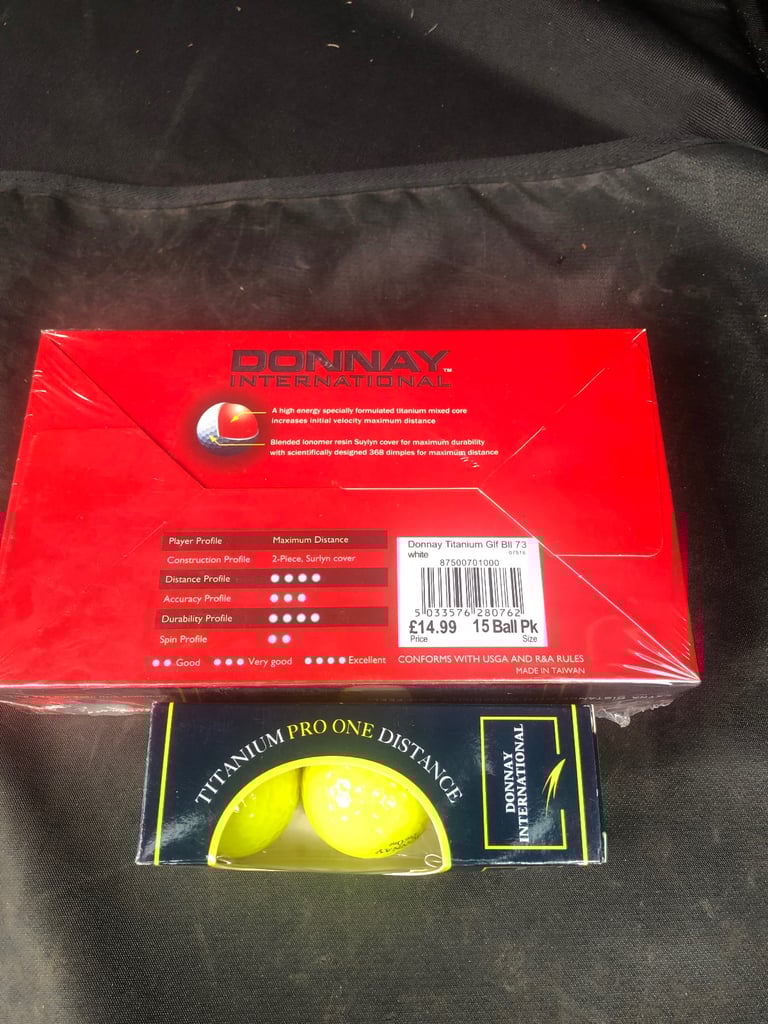 DONNAY™
INTERNATIONAL
A high energy specially formulated titanium mixed core
increases initial velocity maximum distance
Blended ionomer resin Suylyn cover for maximum durability
with scientifically designed 368 dimples for maximum distance
Player Profile Maximum Distance
Construction Profile 2-Piece, Surlyn cover
Distance Profile
Accuracy Profile
Durability Profile
Spin Profile
Good Very good Excellent
Donnay Titanium Glf Bll 73
white
87500701000
5 033576 280762
£14.99 15 Ball Pk
Price Size
CONFORMS WITH USGA AND R&A RULES
MADE IN TAIWAN
TITANIUM PRO ONE DISTANCE
DONNAY
INTERNATIONAL